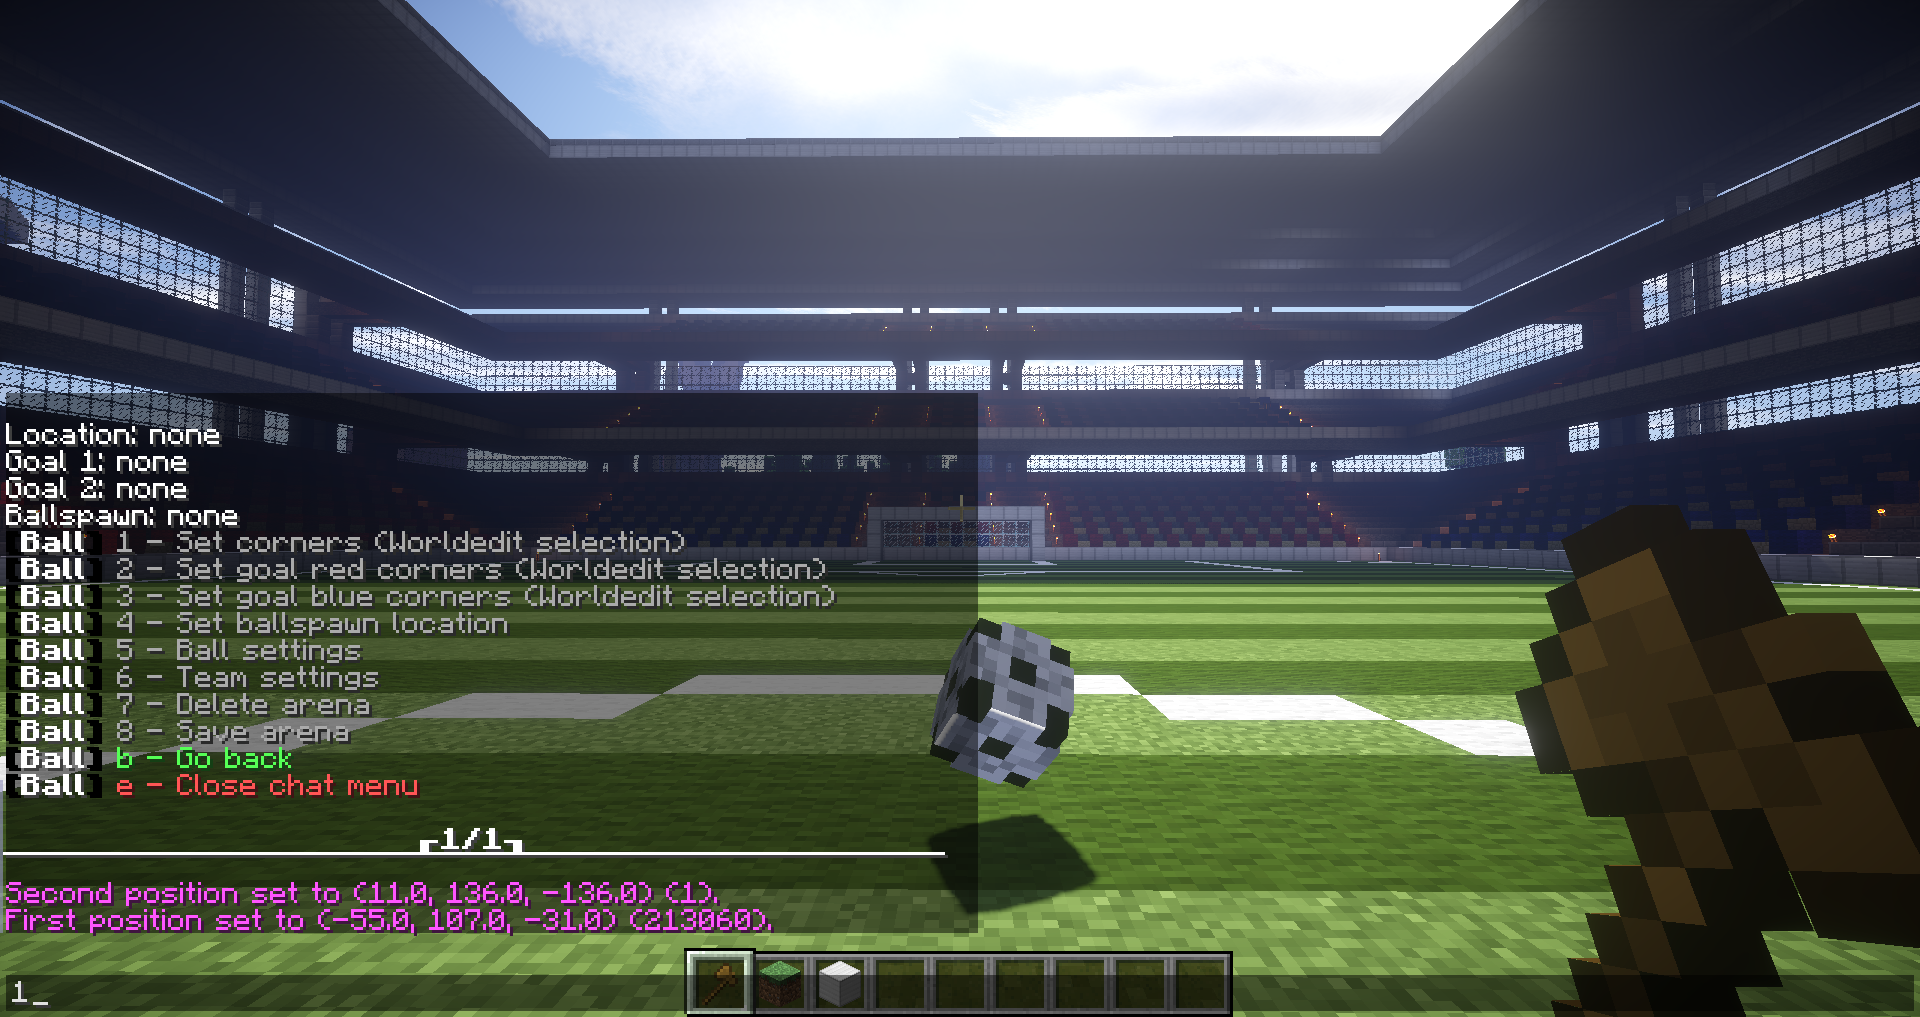 Location: none
Goal 1: none
Goal 2: none
Ballspawn: none
[Ball] 1 - Set corners (Worldedit selection)
[Ball] 2 - Set goal red corners (Worldedit selection)
[Ball] 3 - Set goal blue corners (Worldedit selection)
[Ball] 4 - Set ballspawn location
[Ball] 5 - Ball settings
[Ball] 6 - Team settings
[Ball] 7 - Delete arena
[Ball] 8 - Save arena
[Ball] b - Go back
[Ball] e - Close chat menu
┌1/1┐
Second position set to (11.0, 136.0, -136.0) (1).
First position set to (-55.0, 107.0, -31.0) (213060).
1_